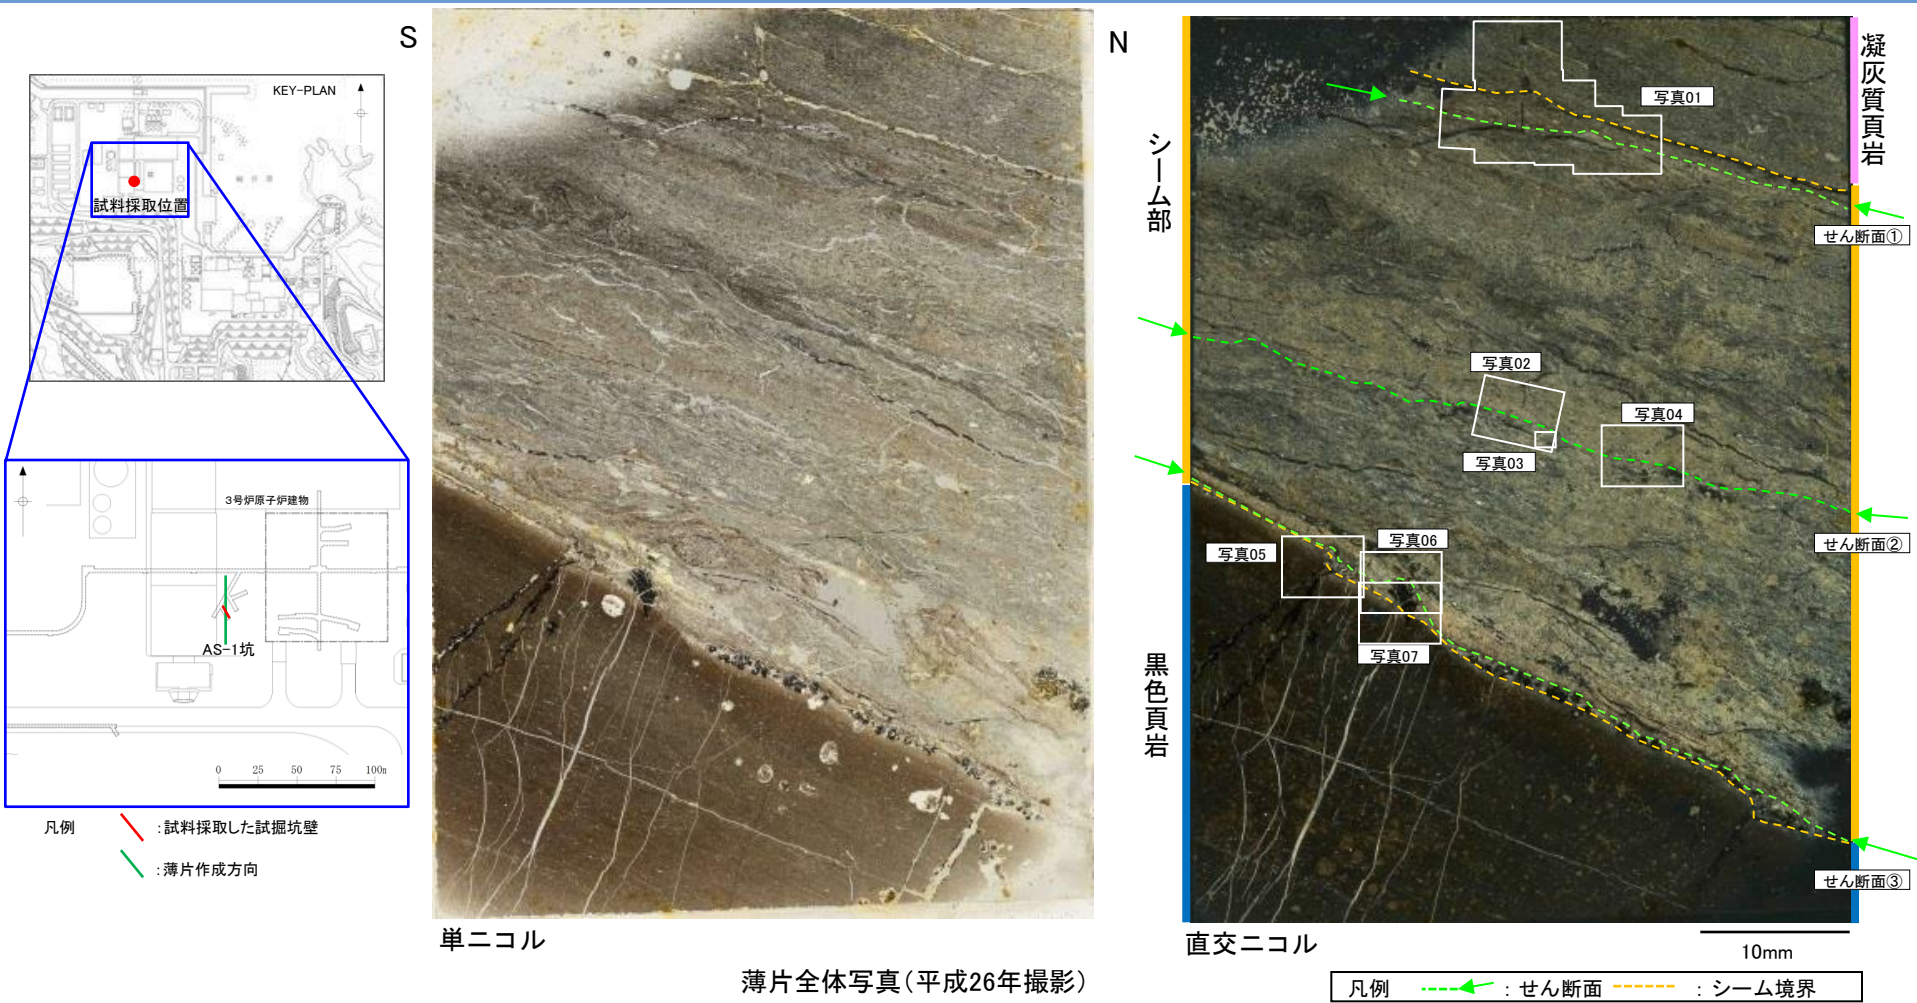 S
N
KEY-PLAN
試料採取位置
3号炉原子炉建物
AS-1坑
0 25 50 75 100m
凡例
:試料採取した試掘坑壁
:薄片作成方向
単ニコル
シーム部
黒色頁岩
凝灰質頁岩
写真01
せん断面①
写真02
写真04
写真03
せん断面②
写真05
写真06
写真07
せん断面③
直交ニコル
10mm
薄片全体写真(平成26年撮影)
凡例 :せん断面 :シーム境界